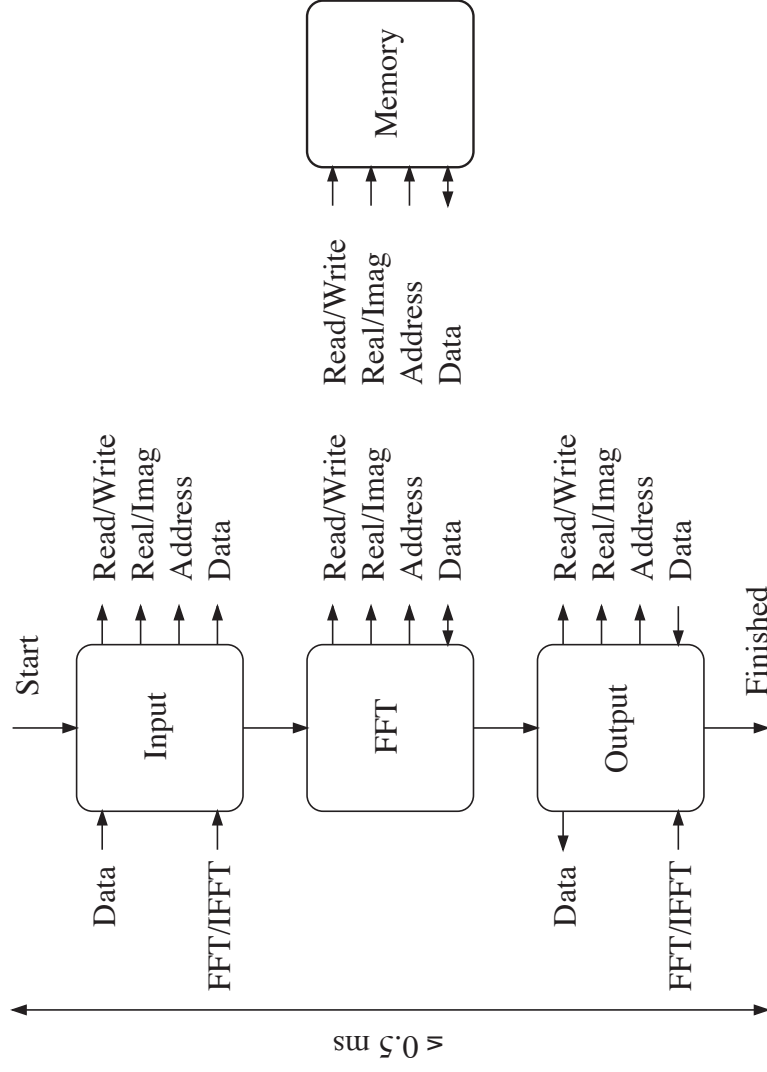 Start
Data
FFT/IFFT
Input
Read/Write
Real/Imag
Address
Data
FFT
Read/Write
Real/Imag
Address
Data
Data
FFT/IFFT
Output
Read/Write
Real/Imag
Address
Data
Finished
≤ 0.5 ms
Read/Write
Real/Imag
Address
Data
Memory